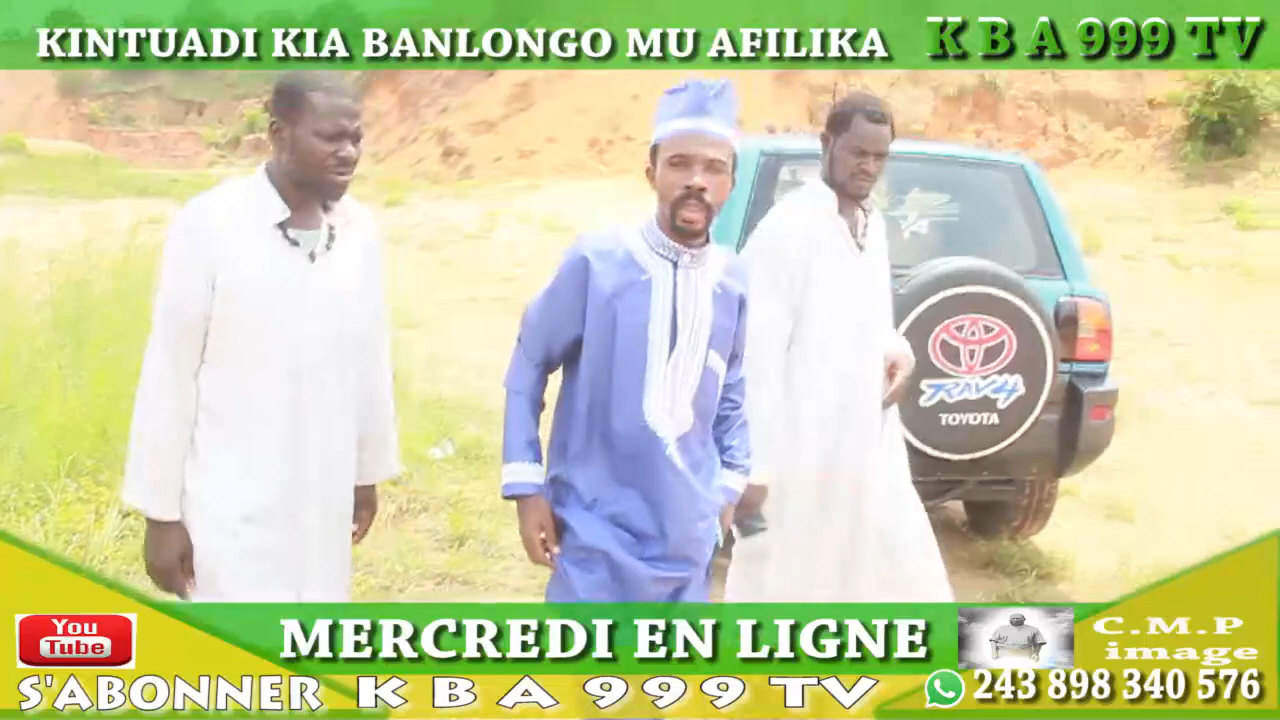 KINTUADI KIA BANLONGO MU AFILIKA
K B A 999 TV
RAV4
TOYOTA
You
Tube
MERCREDI EN LIGNE
C.M.P
image
S'ABONNER K B A 999 TV
243 898 340 576